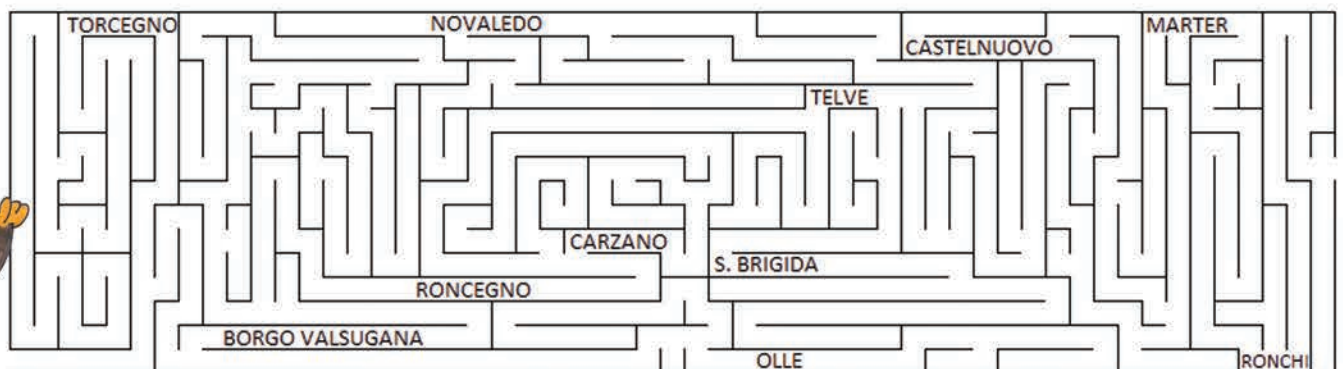 TORCEGNO
NOVALEDO
MARTER
CASTELNUOVO
TELVE
CARZANO
S. BRIGIDA
RONCEGNO
BORGO VALSUGANA
OLLE
RONCHI